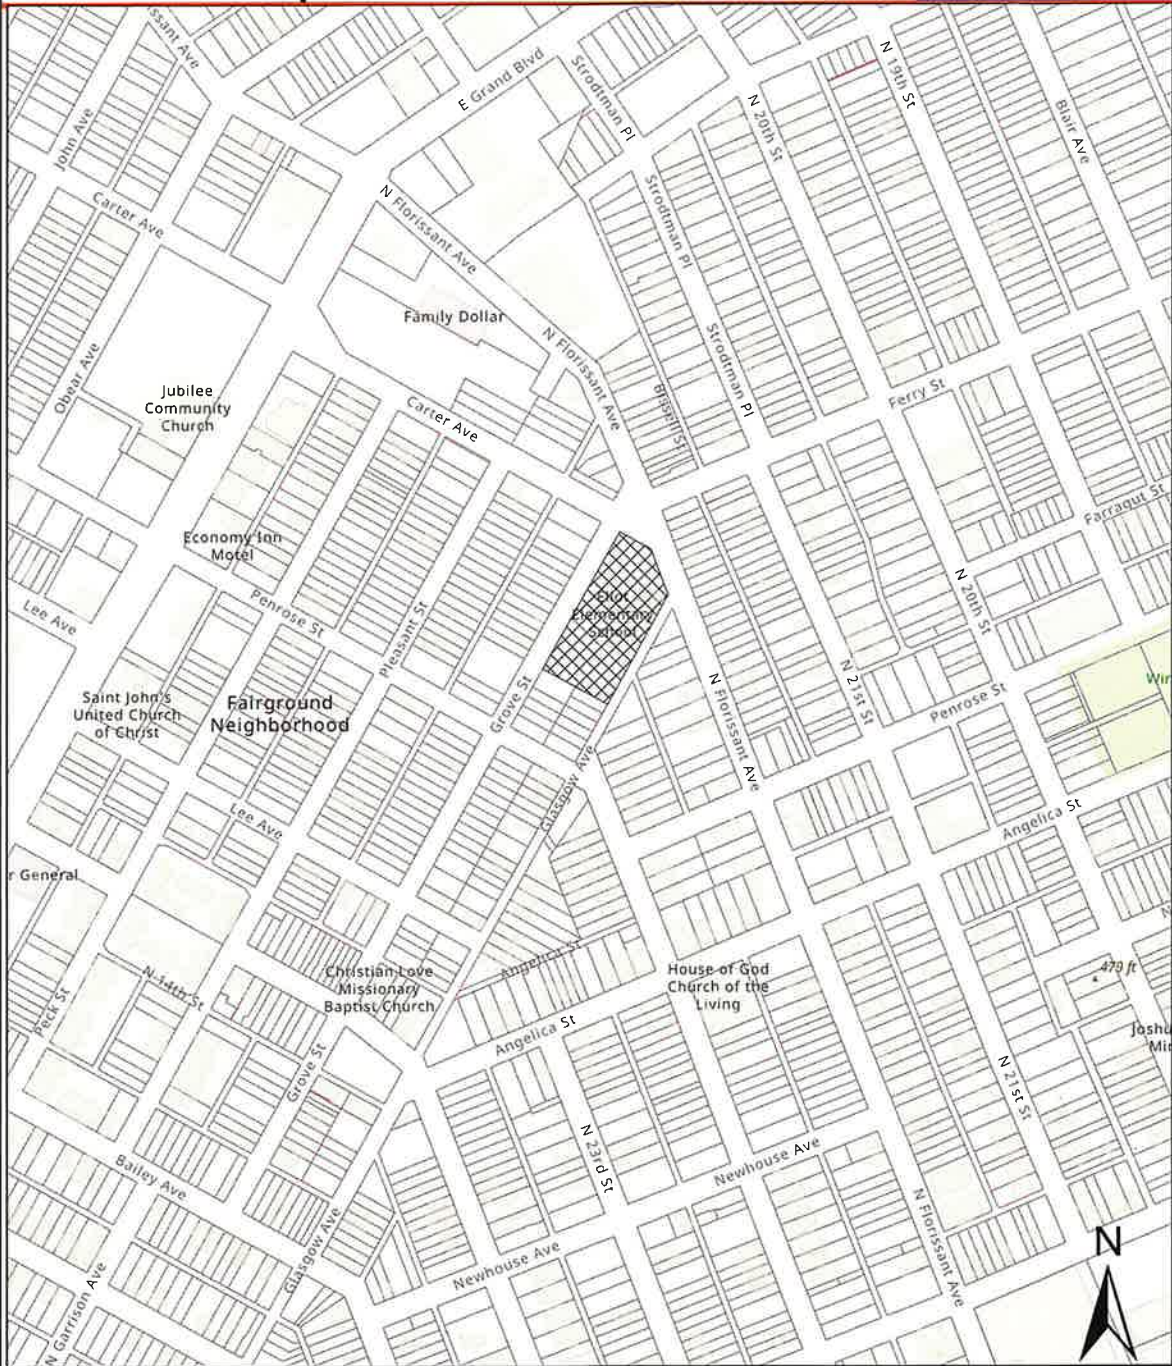 issant Ave
E Grand Blvd
Strodtman Pl
N 19th St
N 20th St
Blair Ave
John Ave
Carter Ave
N Florissant Ave
Strodtman Pl
Family Dollar
N Florissant Ave
Strodtman Pl
Obear Ave
Jubilee
Community
Church
Carter Ave
Bissell St
Ferry St
Farragut St
Economy Inn
Motel
Penrose St
Lee Ave
Pleasant St
Eliot
Elementary
School
N 20th St
Saint John's
United Church
of Christ
Fairground
Neighborhood
Grove St
N Florissant Ave
N 21st St
Penrose St
Win
Lee Ave
Glasgow Ave
Angelica St
r General
Christian Love
Missionary
Baptist Church
Angelica St
House of God
Church of the
Living
479 ft
N 14th St
Peck St
Angelica St
Joshu
Mi
Grove St
N 21st St
N 23rd St
Newhouse Ave
Bailey Ave
N Florissant Ave
Glasgow Ave
Newhouse Ave
N Garrison Ave
N